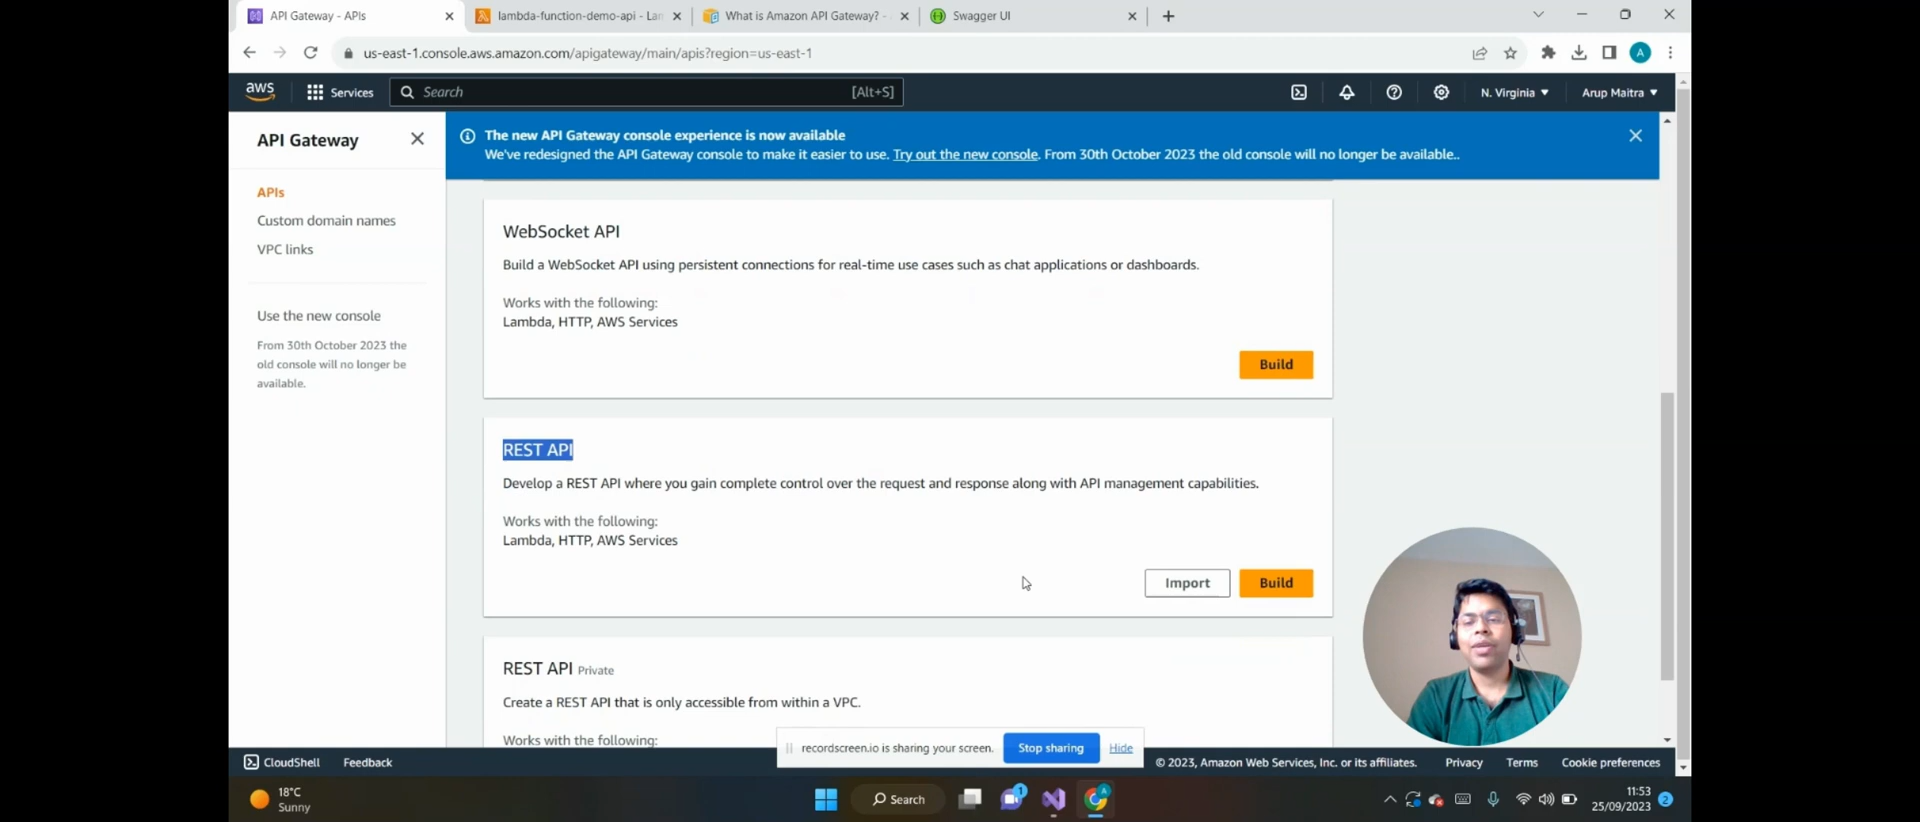 API Gateway - APIs
lambda-function-demo-api - Lan
What is Amazon API Gateway? -
Swagger UI
us-east-1.console.aws.amazon.com/apigateway/main/apis?region=us-east-1
A
aws
Services
Search
[Alt+S]
N. Virginia
Arup Maitra
API Gateway
The new API Gateway console experience is now available
We've redesigned the API Gateway console to make it easier to use. Try out the new console. From 30th October 2023 the old console will no longer be available..
APIs
Custom domain names
VPC links
Use the new console
From 30th October 2023 the
old console will no longer be
available.
WebSocket API
Build a WebSocket API using persistent connections for real-time use cases such as chat applications or dashboards.
Works with the following:
Lambda, HTTP, AWS Services
Build
REST API
Develop a REST API where you gain complete control over the request and response along with API management capabilities.
Works with the following:
Lambda, HTTP, AWS Services
Import
Build
REST API Private
Create a REST API that is only accessible from within a VPC.
Works with the following:
recordscreen.io is sharing your screen.
Stop sharing
Hide
CloudShell
Feedback
© 2023, Amazon Web Services, Inc. or its affiliates.
Privacy
Terms
Cookie preferences
18°C
Sunny
Search
1
A
11:53
25/09/2023
2